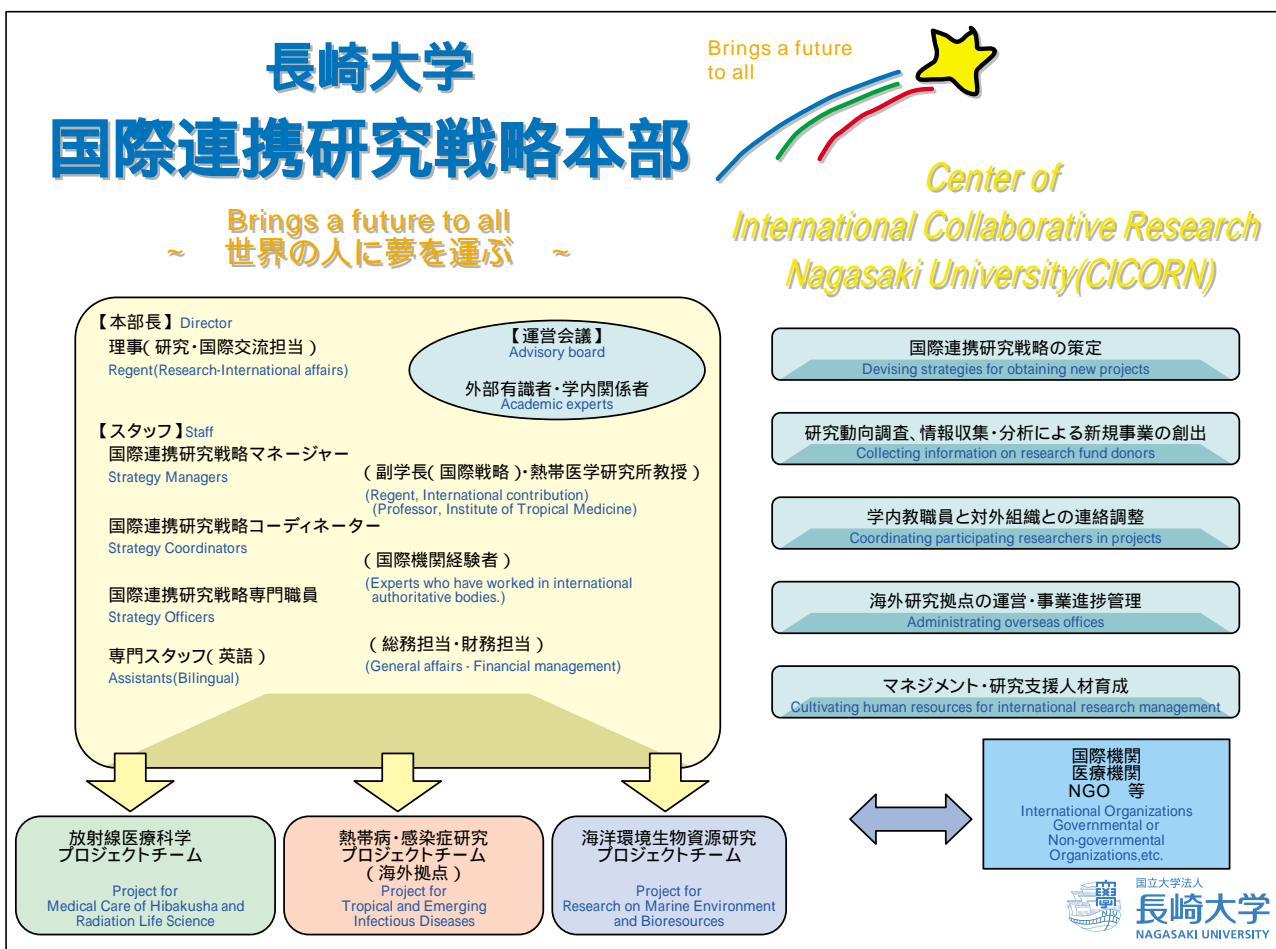 長崎大学
国際連携研究戦略本部
Brings a future to all
~ 世界の人に夢を運ぶ ~
Brings a future
to all
Center of
International Collaborative Research
Nagasaki University(CICORN)
【本部長】Director
理事(研究・国際交流担当)
Regent(Research-International affairs)
【運営会議】
Advisory board
外部有識者・学内関係者
Academic experts
【スタッフ】Staff
国際連携研究戦略マネージャー
Strategy Managers
(副学長(国際戦略)・熱帯医学研究所教授)
(Regent, International contribution)
(Professor, Institute of Tropical Medicine)
国際連携研究戦略コーディネーター
Strategy Coordinators
(国際機関経験者)
(Experts who have worked in international
authoritative bodies.)
国際連携研究戦略専門職員
Strategy Officers
(総務担当・財務担当)
(General affairs - Financial management)
専門スタッフ(英語)
Assistants(Bilingual)
放射線医療科学
プロジェクトチーム
Project for
Medical Care of Hibakusha and
Radiation Life Science
熱帯病・感染症研究
プロジェクトチーム
(海外拠点)
Project for
Tropical and Emerging
Infectious Diseases
海洋環境生物資源研究
プロジェクトチーム
Project for
Research on Marine Environment
and Bioresources
国際連携研究戦略の策定
Devising strategies for obtaining new projects
研究動向調査、情報収集・分析による新規事業の創出
Collecting information on research fund donors
学内教職員と対外組織との連絡調整
Coordinating participating researchers in projects
海外研究拠点の運営・事業進捗管理
Administrating overseas offices
マネジメント・研究支援人材育成
Cultivating human resources for international research management
国際機関
医療機関
NGO 等
International Organizations
Governmental or
Non-governmental
Organizations,etc.
国立大学法人
長崎大学
NAGASAKI UNIVERSITY